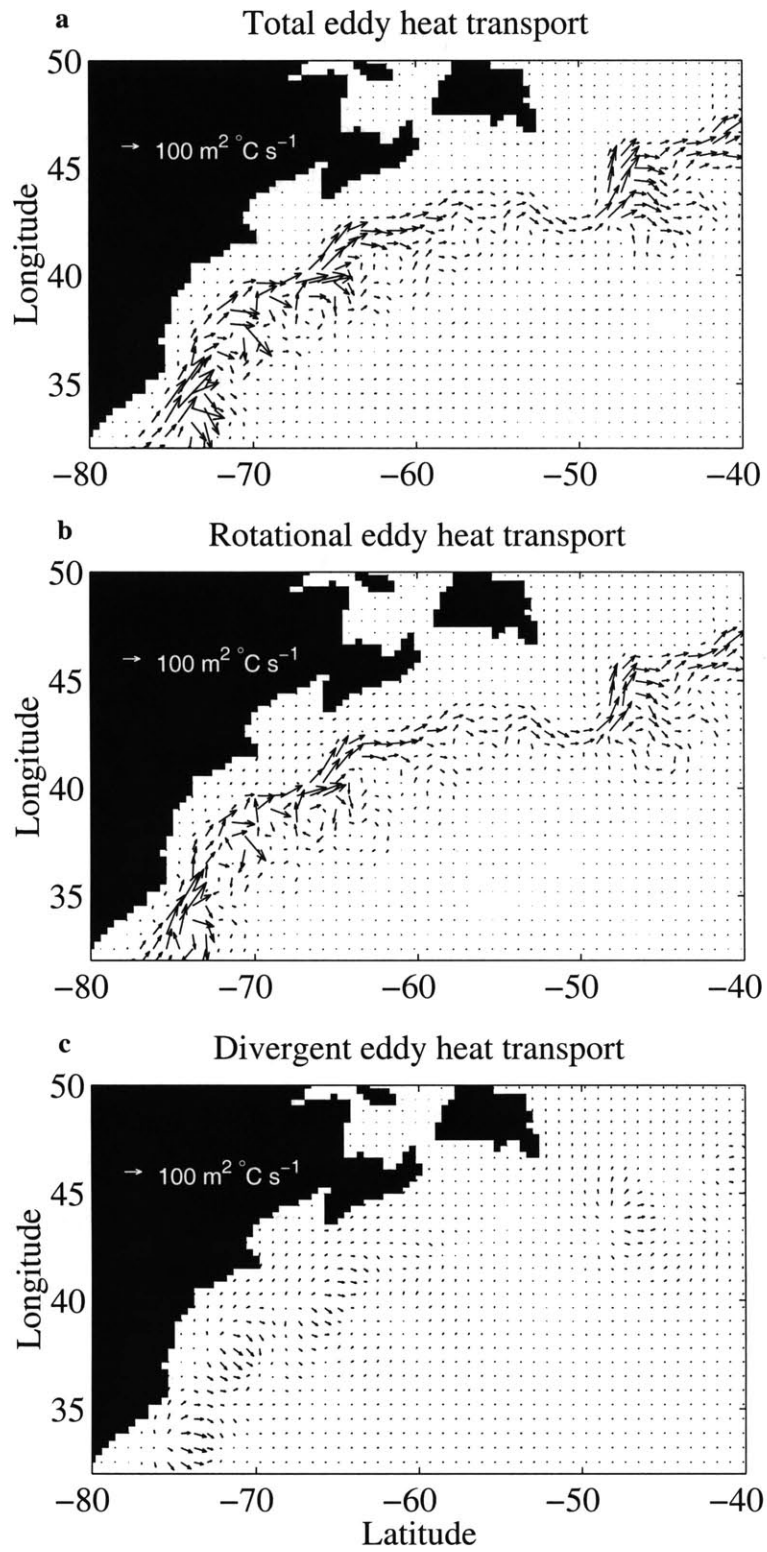 a Total eddy heat transport
50
45
40
35
Longitude
→ 100 m² °C s⁻¹
−80 −70 −60 −50 −40
b Rotational eddy heat transport
50
45
40
35
Longitude
→ 100 m² °C s⁻¹
−80 −70 −60 −50 −40
c Divergent eddy heat transport
50
45
40
35
Longitude
→ 100 m² °C s⁻¹
−80 −70 −60 −50 −40
Latitude